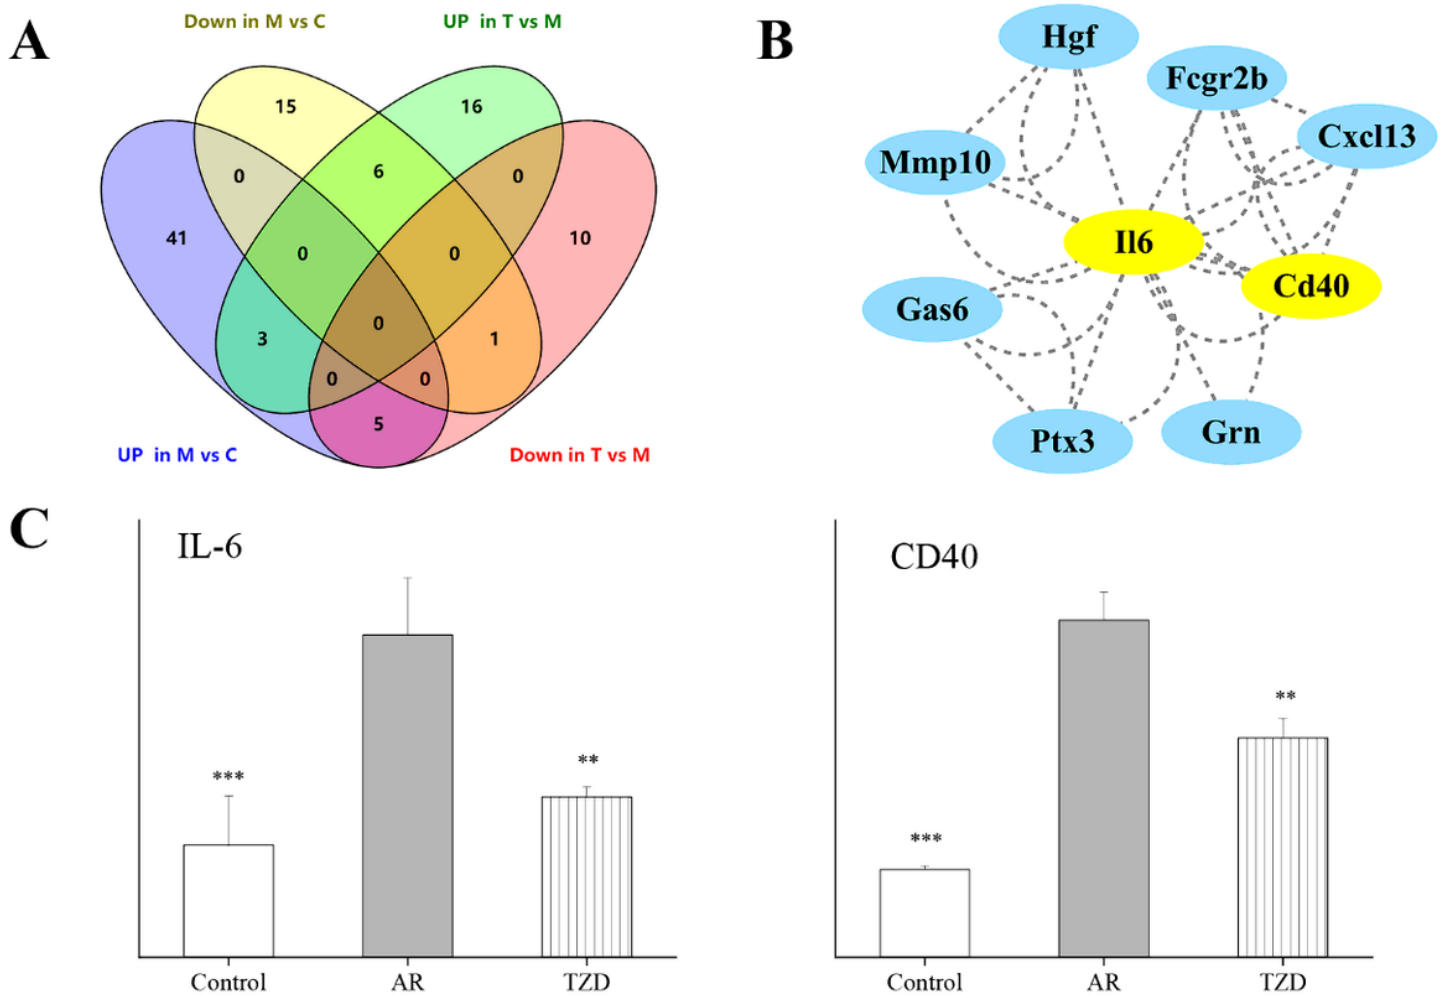 A
Down in M vs C
UP in T vs M
15
16
0
6
0
41
0
0
10
3
0
1
0
0
5
UP in M vs C
Down in T vs M
B
Hgf
Fcgr2b
Cxcl13
Mmp10
Il6
Cd40
Gas6
Ptx3
Grn
C
IL-6
***
**
Control
AR
TZD
CD40
***
**
Control
AR
TZD